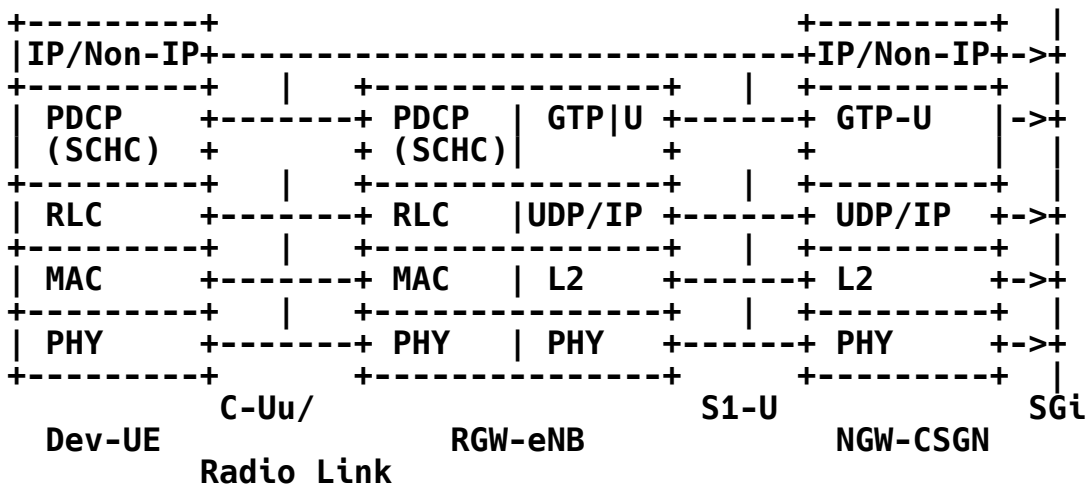 +---------+                              +---------+  |
|IP/Non-IP+------------------------------+IP/Non-IP+->+
+---------+   |   +---------------+   |  +---------+  |
| PDCP    +-------+ PDCP  | GTP|U +------+ GTP-U   |->+
| (SCHC)  +       + (SCHC)|       +      +         |  |
+---------+   |   +---------------+   |  +---------+  |
| RLC     +-------+ RLC   |UDP/IP +------+ UDP/IP  +->+
+---------+   |   +---------------+   |  +---------+  |
| MAC     +-------+ MAC   | L2    +------+ L2      +->+
+---------+   |   +---------------+   |  +---------+  |
| PHY     +-------+ PHY   | PHY   +------+ PHY     +->+
+---------+       +---------------+      +---------+  |
           C-Uu/                    S1-U             SGi
  Dev-UE               RGW-eNB             NGW-CSGN
          Radio Link